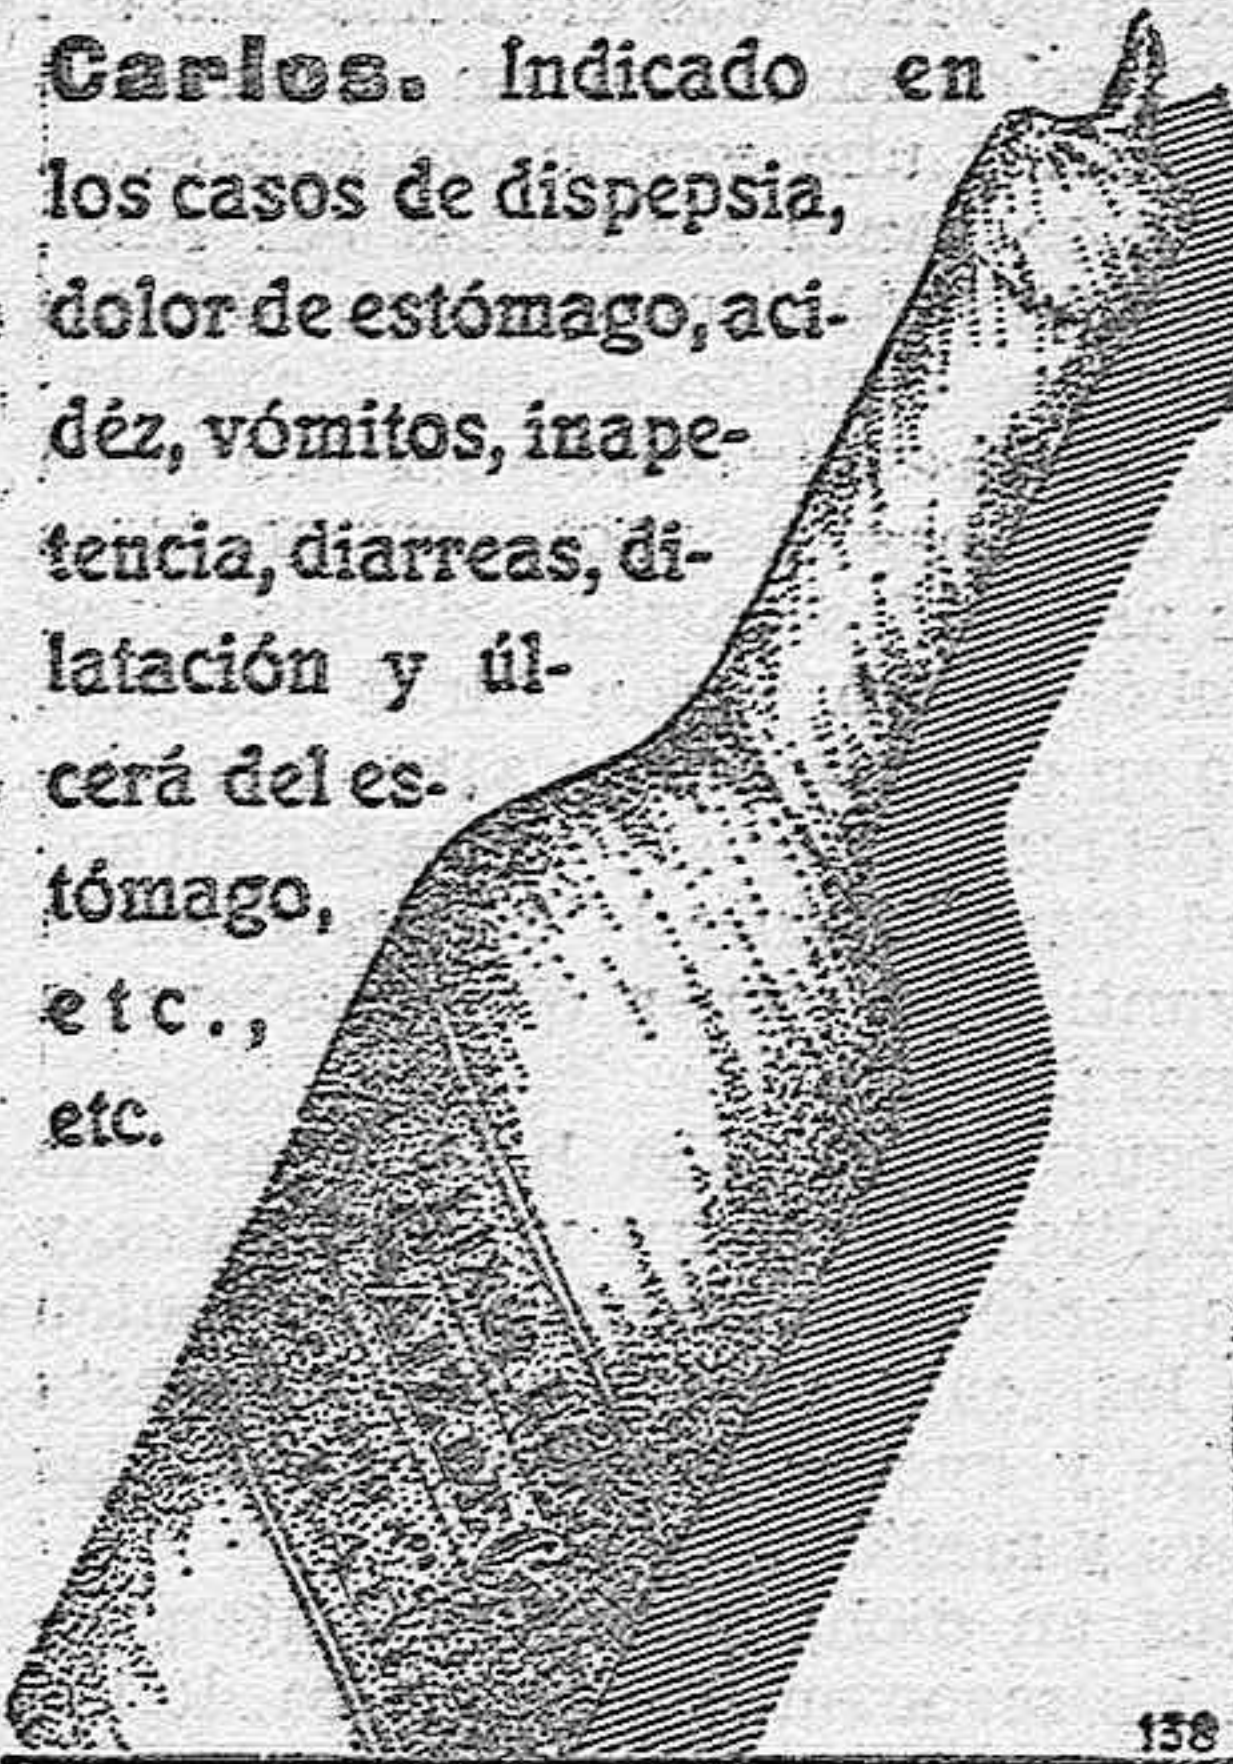 Carlos. Indicado en
los casos de dispepsia,
dolor de estómago, aci-
déz, vómitos, inape-
tencia, diarreas, di-
latación y úl-
cerá del es-
tómago,
etc.,
etc.
138